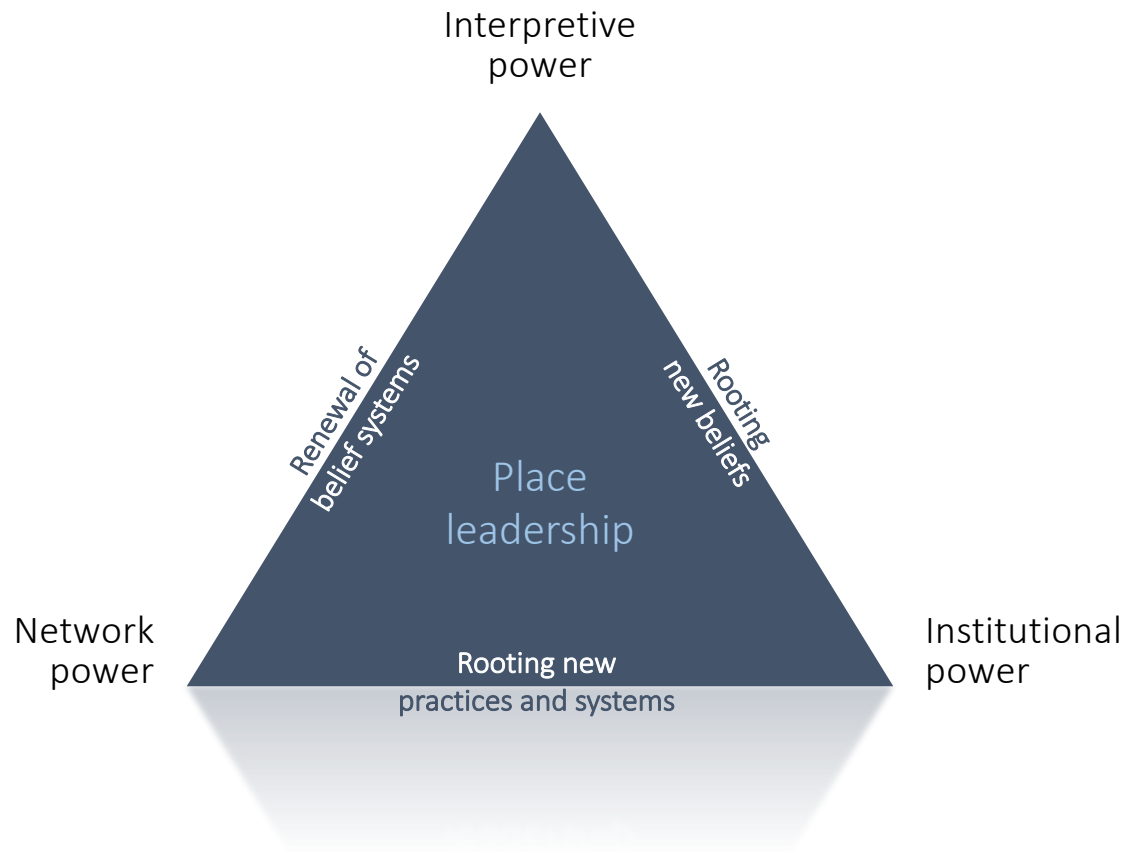 Interpretive
power
Renewal of
belief systems
Rooting
new beliefs
Place
leadership
Network
power
Institutional
power
Rooting new
practices and systems